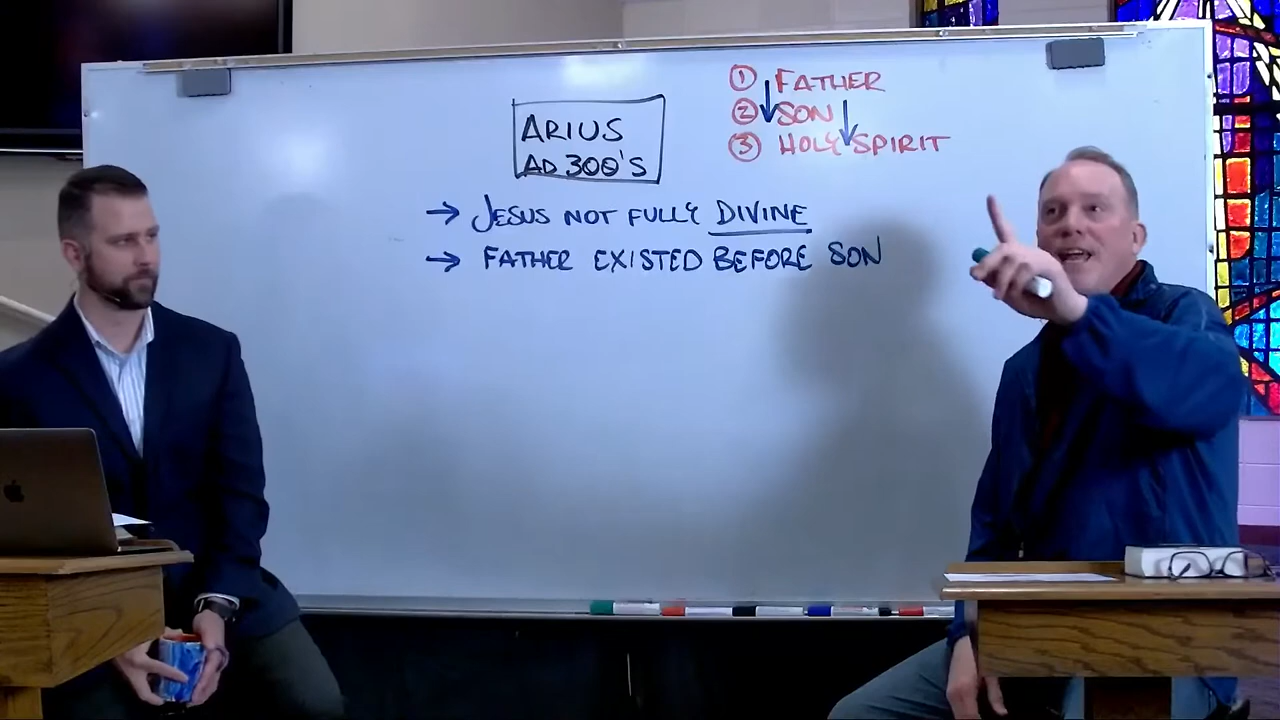 ① FATHER
② SON
③ HOLY SPIRIT
ARIUS
AD 300'S
→ JESUS NOT FULLY DIVINE
→ FATHER EXISTED BEFORE SON